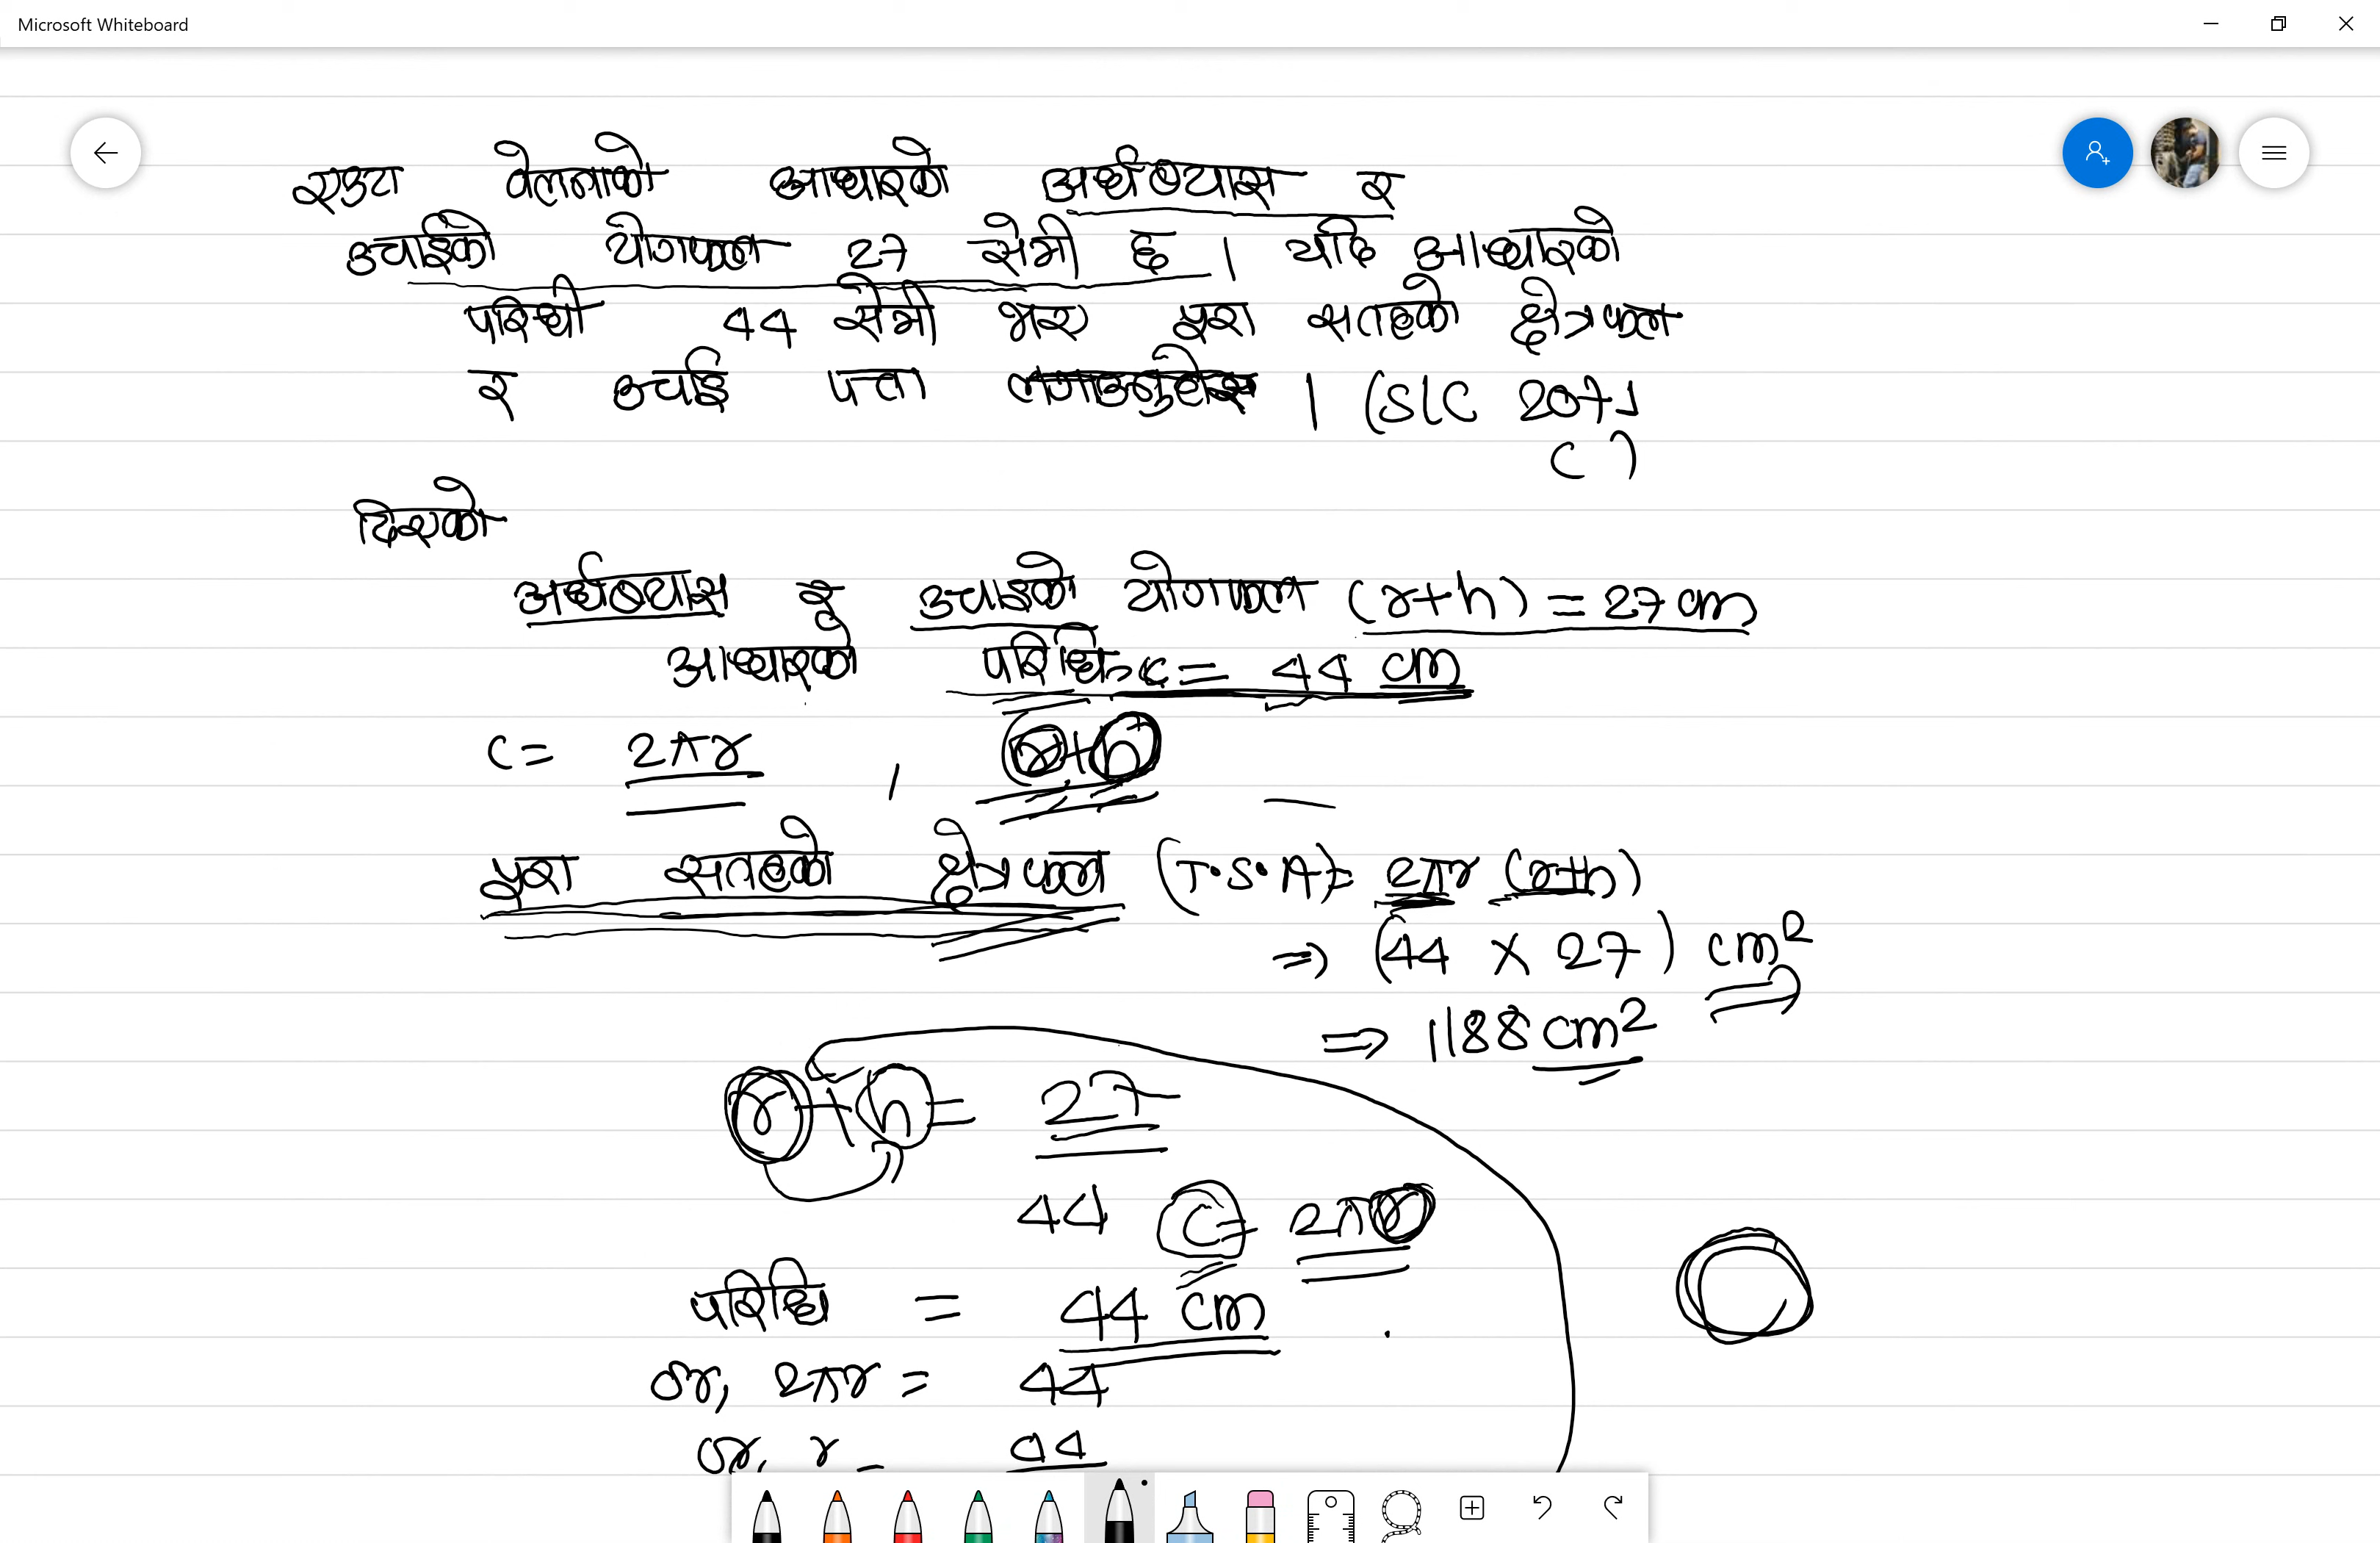 Microsoft Whiteboard
एउटा वेलनाको आधारको अर्धव्यास र
उचाईको योगफल 27 सेमी छ । यदि आधारको
परिधी 44 सेमी भए पुरा सतहको क्षेत्रफल
र उचाई पत्ता लगाउनुहोस | (SLC 2071
C )
दिएको
अर्धव्यास र उचाइको योगफल (r+h) = 27 cm
आधारको परिधि, C = 44 cm
C = 2πr , r+h
पुरा सतहको क्षेत्रफल (T.S.A) = 2πr (r+h)
⇒ (44 × 27) cm²
⇒ 1188 cm²
r+h = 27
44 C = 2πr
परिधि = 44 cm
or, 2πr = 44
or, r = 44